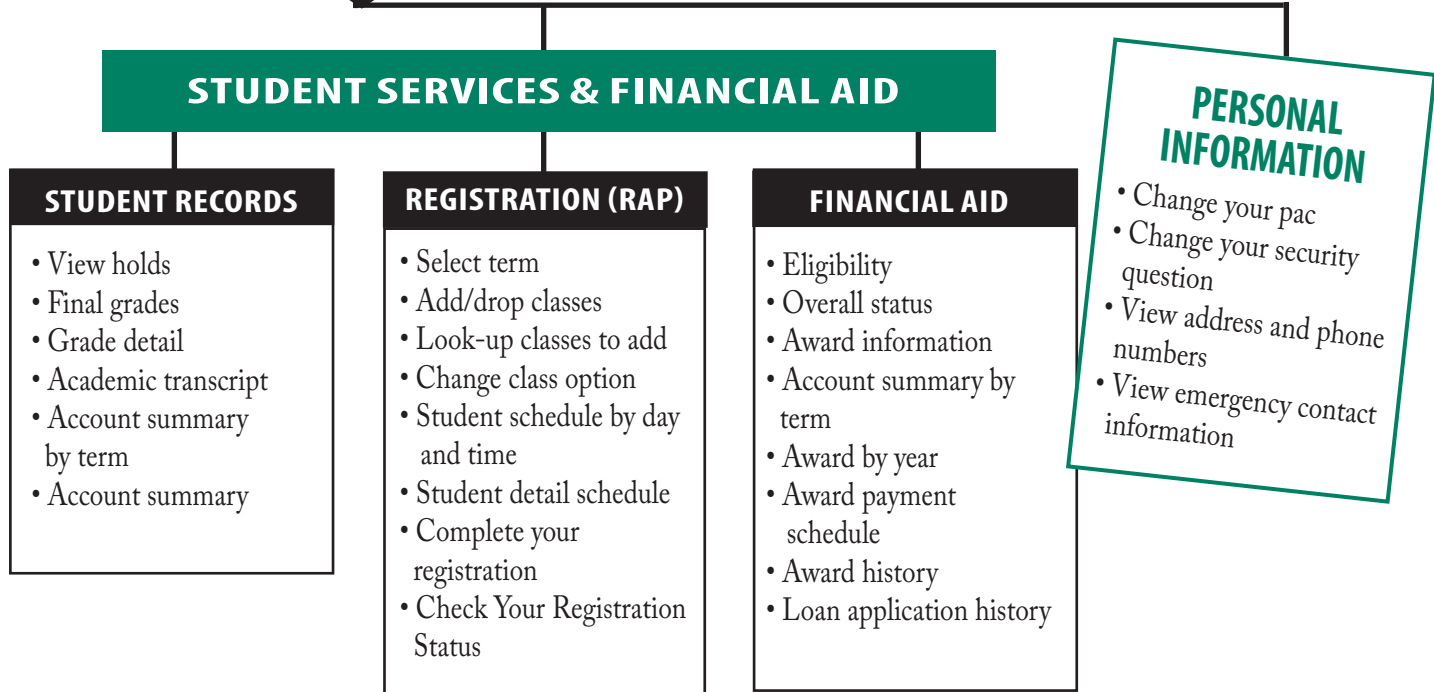 STUDENT SERVICES & FINANCIAL AID
STUDENT RECORDS
• View holds
• Final grades
• Grade detail
• Academic transcript
• Account summary
by term
• Account summary
REGISTRATION (RAP)
• Select term
• Add/drop classes
• Look-up classes to add
• Change class option
• Student schedule by day
and time
• Student detail schedule
• Complete your
registration
• Check Your Registration
Status
FINANCIAL AID
• Eligibility
• Overall status
• Award information
• Account summary by
term
• Award by year
• Award payment
schedule
• Award history
• Loan application history
PERSONAL
INFORMATION
• Change your pac
• Change your security
question
• View address and phone
numbers
• View emergency contact
information